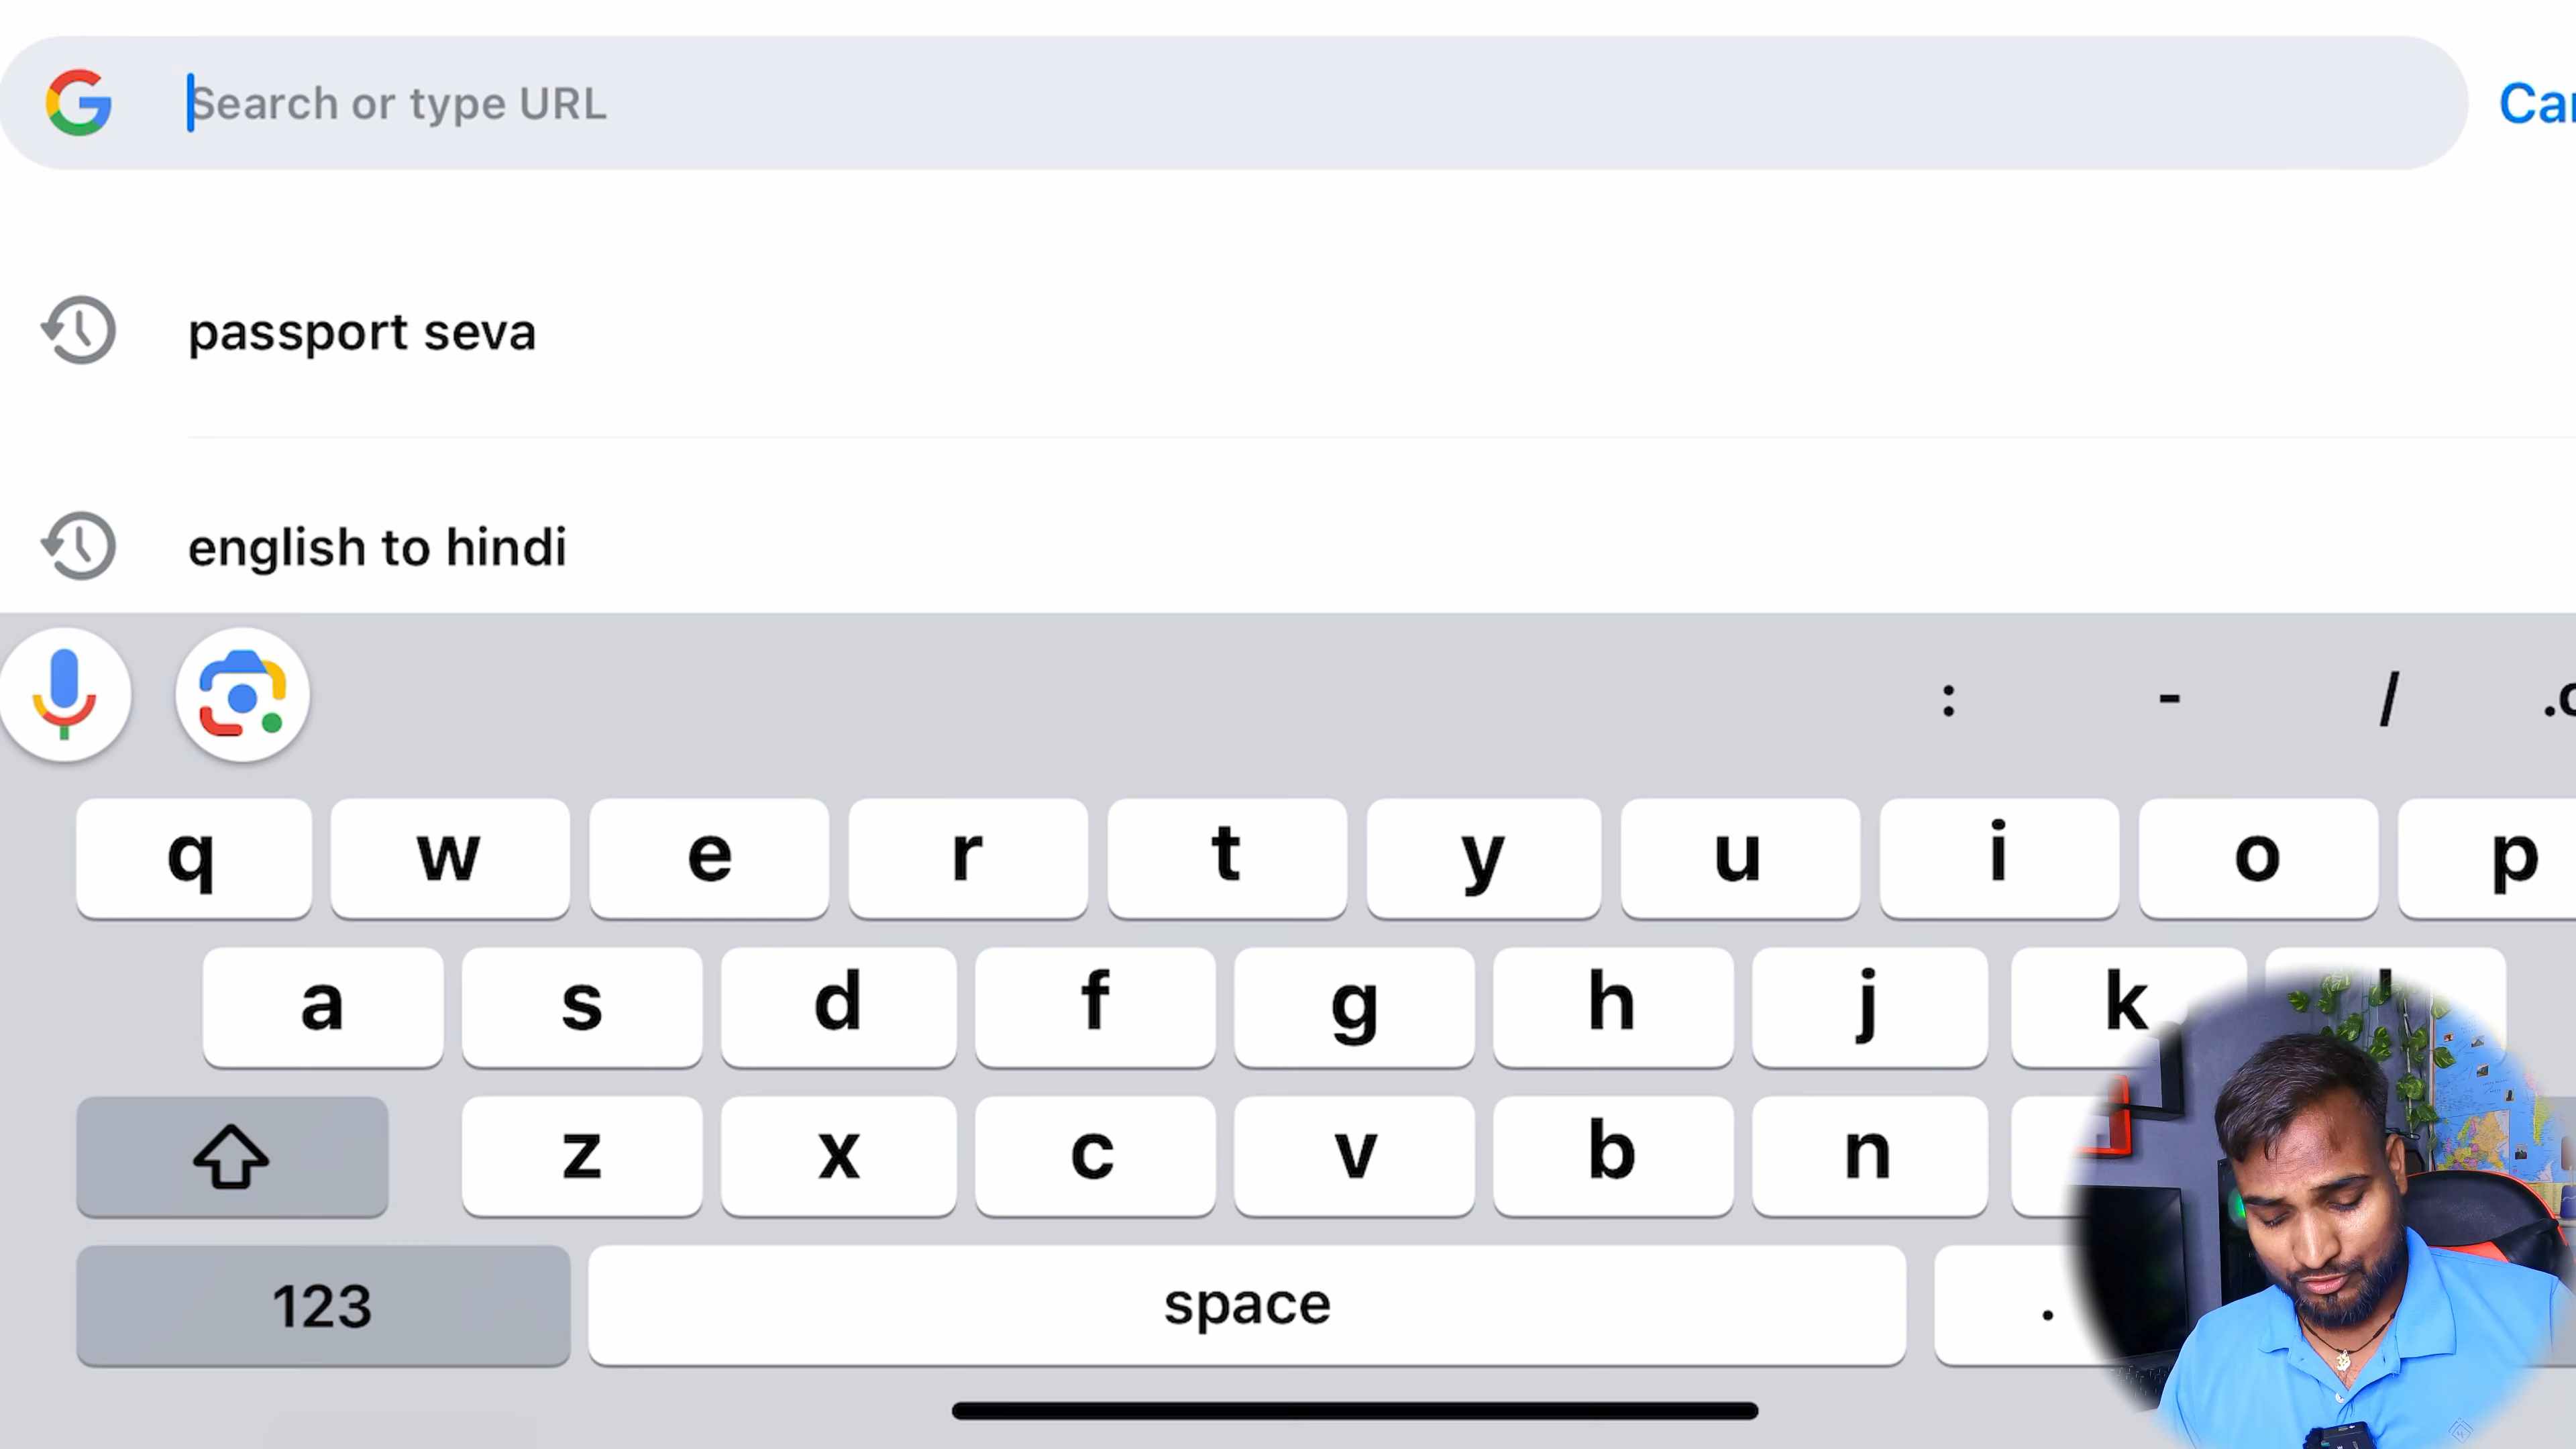 Search or type URL
passport seva
english to hindi
: - /
q w e r t y u i o p
a s d f g h j k
z x c v b n
123 space .